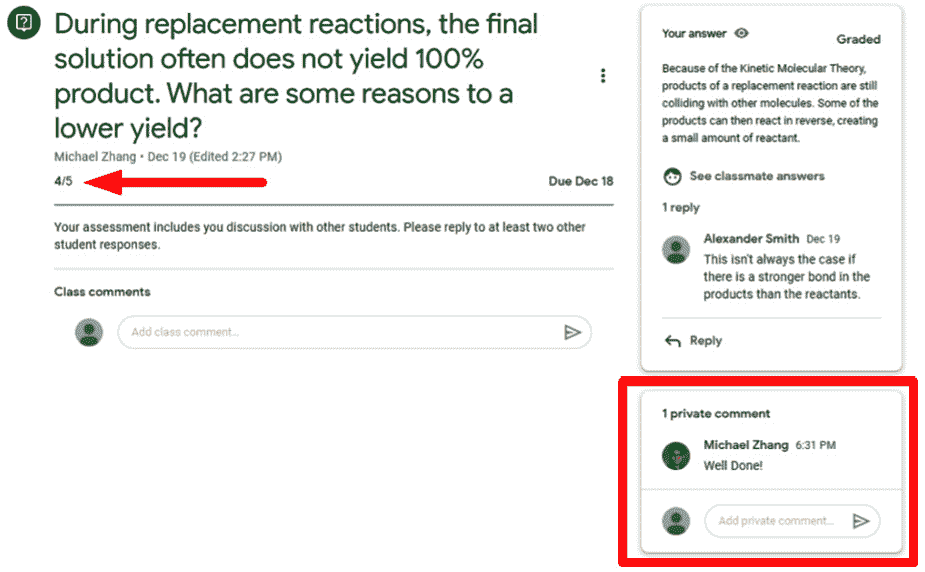 During replacement reactions, the final
solution often does not yield 100%
product. What are some reasons to a
lower yield?
Michael Zhang • Dec 19 (Edited 2:27 PM)
4/5
Due Dec 18
Your assessment includes you discussion with other students. Please reply to at least two other
student responses.
Class comments
Add class comment...
Your answer
Graded
Because of the Kinetic Molecular Theory,
products of a replacement reaction are still
colliding with other molecules. Some of the
products can then react in reverse, creating
a small amount of reactant.
See classmate answers
1 reply
Alexander Smith Dec 19
This isn't always the case if
there is a stronger bond in the
products than the reactants.
Reply
1 private comment
Michael Zhang 6:31 PM
Well Done!
Add private comment...